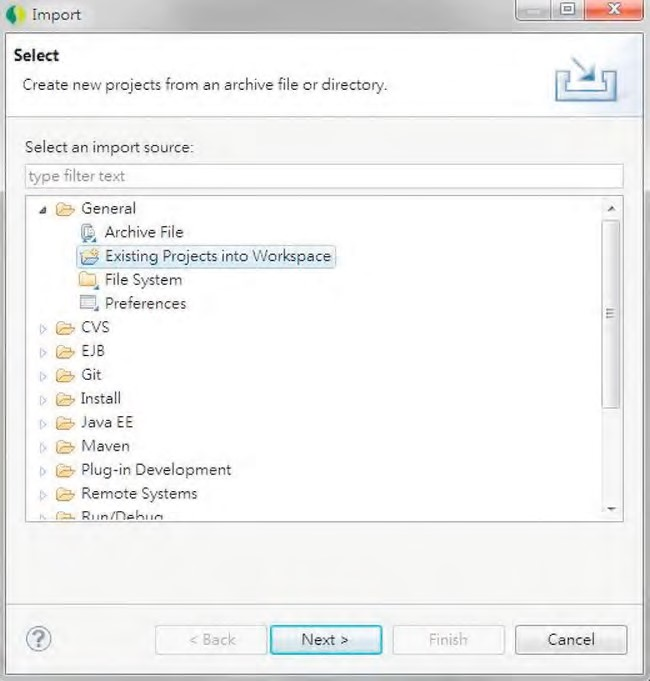 Import
Select
Create new projects from an archive file or directory.
Select an import source:
type filter text
General
Archive File
Existing Projects into Workspace
File System
Preferences
CVS
EJB
Git
Install
Java EE
Maven
Plug-in Development
Remote Systems
Run/Debug
?
< Back
Next >
Finish
Cancel